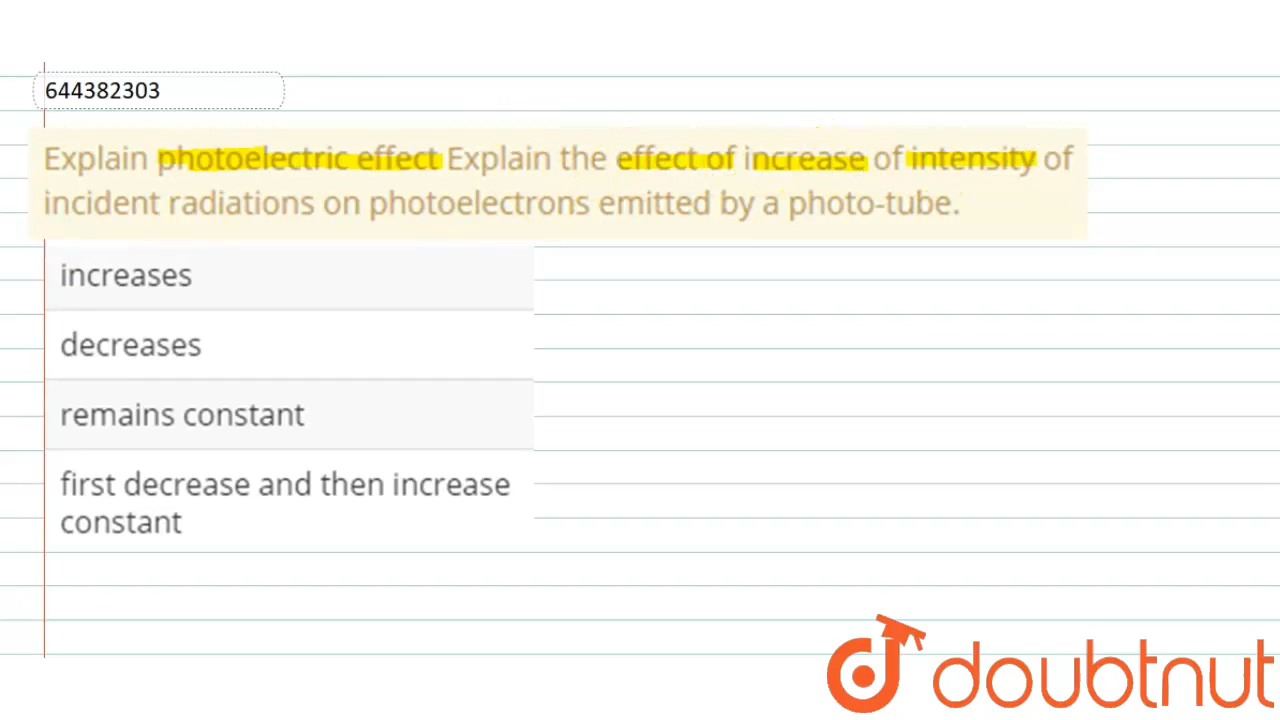 644382303
Explain photoelectric effect Explain the effect of increase of intensity of
incident radiations on photoelectrons emitted by a photo-tube.
increases
decreases
remains constant
first decrease and then increase
constant
doubtnut